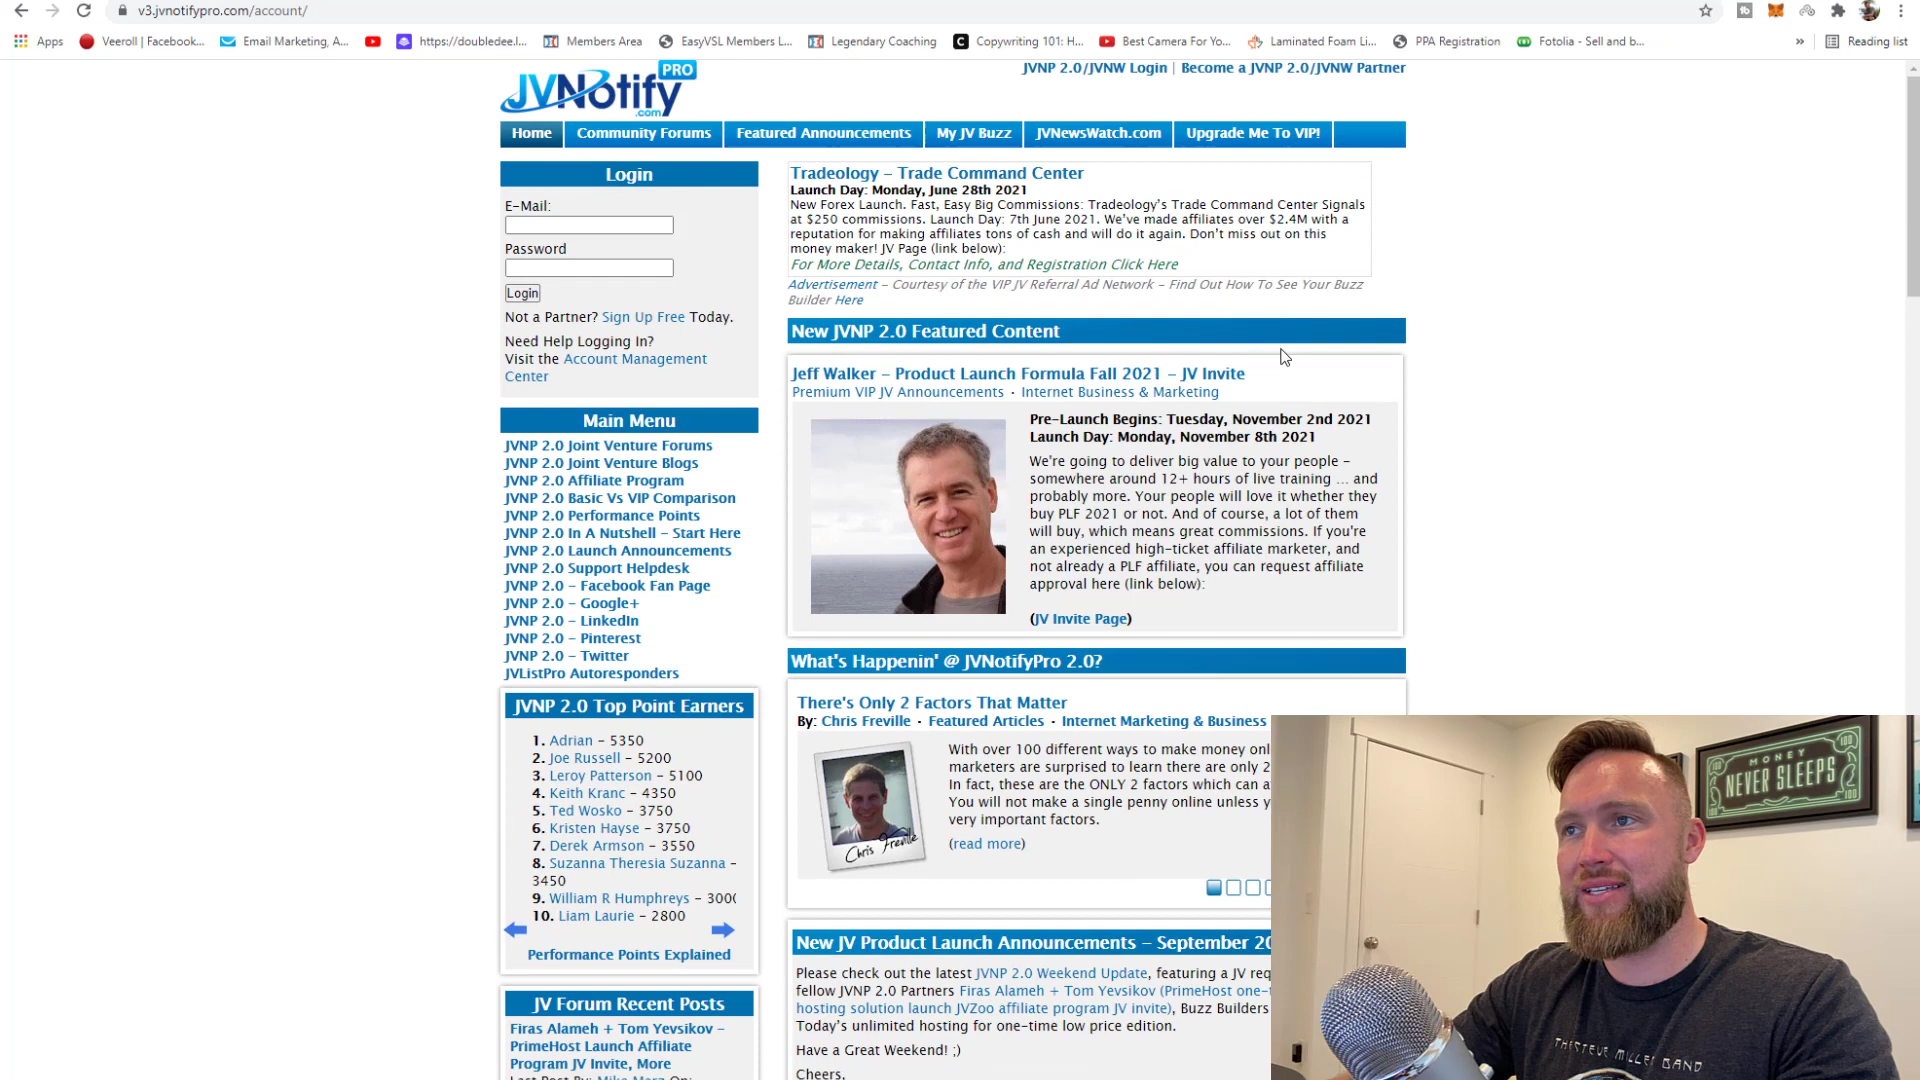 v3.jvnotifypro.com/account/
Apps
Veeroll | Facebook...
Email Marketing, A...
https://doubledee.l...
Members Area
EasyVSL Members L...
Legendary Coaching
Copywriting 101: H...
Best Camera For Yo...
Laminated Foam Li...
PPA Registration
Fotolia - Sell and b...
»
Reading list
JVNotify PRO
.com
JVNP 2.0/JVNW Login | Become a JVNP 2.0/JVNW Partner
Home
Community Forums
Featured Announcements
My JV Buzz
JVNewsWatch.com
Upgrade Me To VIP!
Login
E-Mail:
Password
Login
Not a Partner? Sign Up Free Today.
Need Help Logging In?
Visit the Account Management
Center
Main Menu
JVNP 2.0 Joint Venture Forums
JVNP 2.0 Joint Venture Blogs
JVNP 2.0 Affiliate Program
JVNP 2.0 Basic Vs VIP Comparison
JVNP 2.0 Performance Points
JVNP 2.0 In A Nutshell – Start Here
JVNP 2.0 Launch Announcements
JVNP 2.0 Support Helpdesk
JVNP 2.0 – Facebook Fan Page
JVNP 2.0 – Google+
JVNP 2.0 – LinkedIn
JVNP 2.0 – Pinterest
JVNP 2.0 – Twitter
JVListPro Autoresponders
JVNP 2.0 Top Point Earners
1. Adrian – 5350
2. Joe Russell – 5200
3. Leroy Patterson – 5100
4. Keith Kranc – 4350
5. Ted Wosko – 3750
6. Kristen Hayse – 3750
7. Derek Armson – 3550
8. Suzanna Theresia Suzanna –
3450
9. William R Humphreys – 3000
10. Liam Laurie – 2800
Performance Points Explained
JV Forum Recent Posts
Firas Alameh + Tom Yevsikov –
PrimeHost Launch Affiliate
Program JV Invite, More
Last Post By: Mike Merz On:
Tradeology – Trade Command Center
Launch Day: Monday, June 28th 2021
New Forex Launch. Fast, Easy Big Commissions: Tradeology's Trade Command Center Signals
at $250 commissions. Launch Day: 7th June 2021. We've made affiliates over $2.4M with a
reputation for making affiliates tons of cash and will do it again. Don't miss out on this
money maker! JV Page (link below):
For More Details, Contact Info, and Registration Click Here
Advertisement – Courtesy of the VIP JV Referral Ad Network – Find Out How To See Your Buzz
Builder Here
New JVNP 2.0 Featured Content
Jeff Walker – Product Launch Formula Fall 2021 – JV Invite
Premium VIP JV Announcements · Internet Business & Marketing
Pre-Launch Begins: Tuesday, November 2nd 2021
Launch Day: Monday, November 8th 2021
We're going to deliver big value to your people –
somewhere around 12+ hours of live training ... and
probably more. Your people will love it whether they
buy PLF 2021 or not. And of course, a lot of them
will buy, which means great commissions. If you're
an experienced high-ticket affiliate marketer, and
not already a PLF affiliate, you can request affiliate
approval here (link below):
(JV Invite Page)
What's Happenin' @ JVNotifyPro 2.0?
There's Only 2 Factors That Matter
By: Chris Freville · Featured Articles · Internet Marketing & Business
Chris Freville
With over 100 different ways to make money onl
marketers are surprised to learn there are only 2
In fact, these are the ONLY 2 factors which can a
You will not make a single penny online unless y
very important factors.
(read more)
New JV Product Launch Announcements – September 20
Please check out the latest JVNP 2.0 Weekend Update, featuring a JV req
fellow JVNP 2.0 Partners Firas Alameh + Tom Yevsikov (PrimeHost one-t
hosting solution launch JVZoo affiliate program JV invite), Buzz Builders
Today's unlimited hosting for one-time low price edition.
Have a Great Weekend! ;)
Cheers,
100
MONEY
NEVER SLEEPS
100
100
THE STEVE MILLER BAND